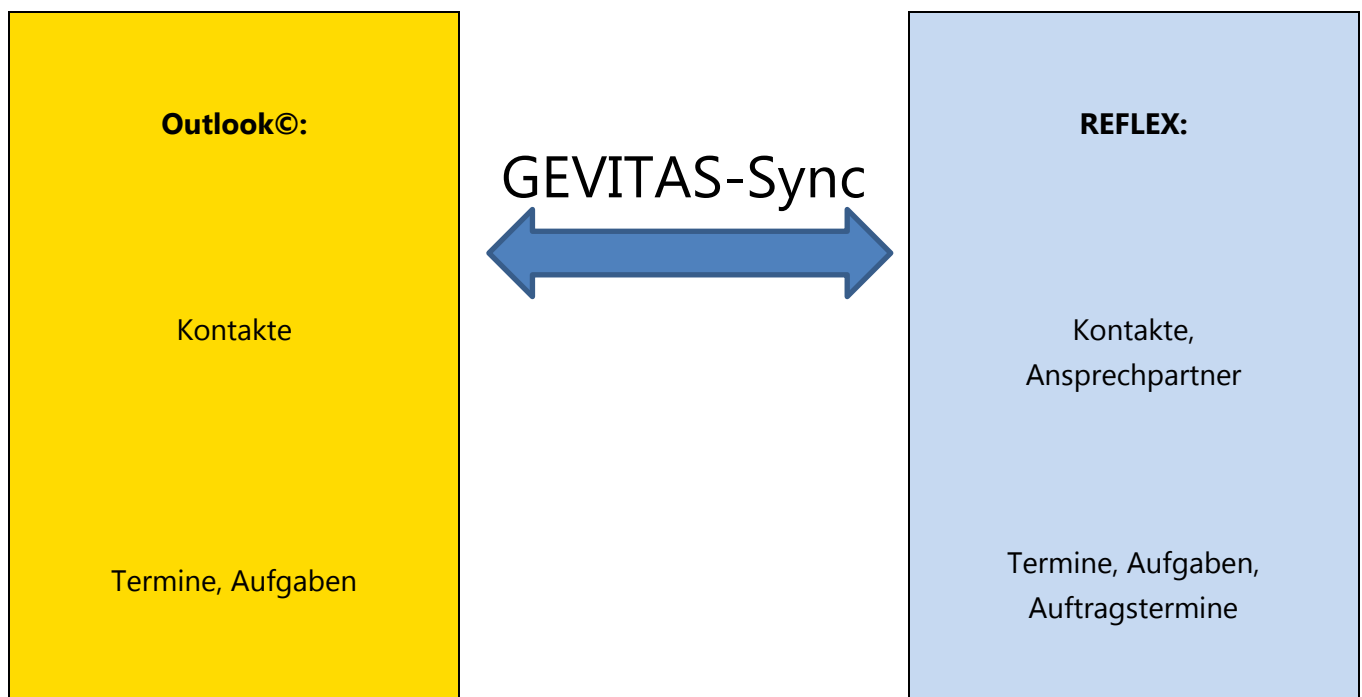 Outlook©:
Kontakte
Termine, Aufgaben
GEVITAS-Sync
REFLEX:
Kontakte,
Ansprechpartner
Termine, Aufgaben,
Auftragstermine